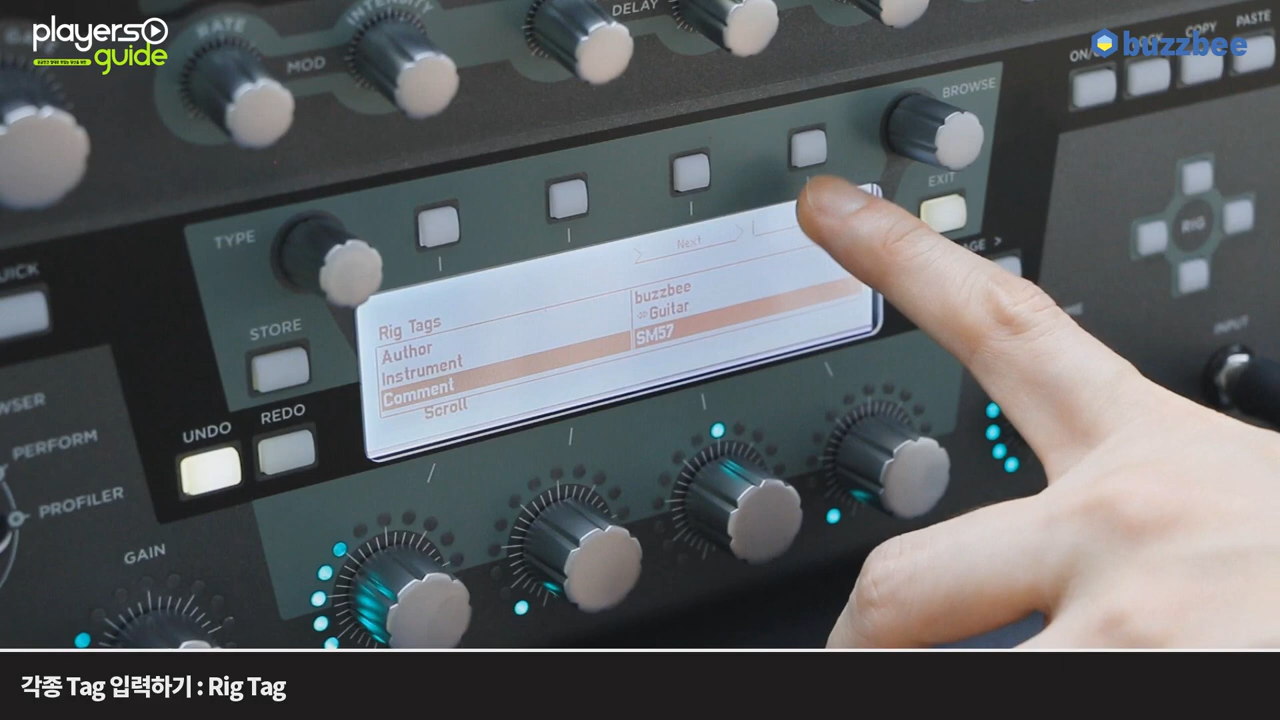 players
guide
buzzbee
RATE
INTENSITY
MOD
DELAY
COPY
PASTE
BROWSE
EXIT
TYPE
STORE
UNDO
REDO
Next
Rig Tags
Author
buzzbee
Instrument
Guitar
Comment
SM57
Scroll
RIG
INPUT
PERFORM
PROFILER
GAIN
각종 Tag 입력하기 : Rig Tag